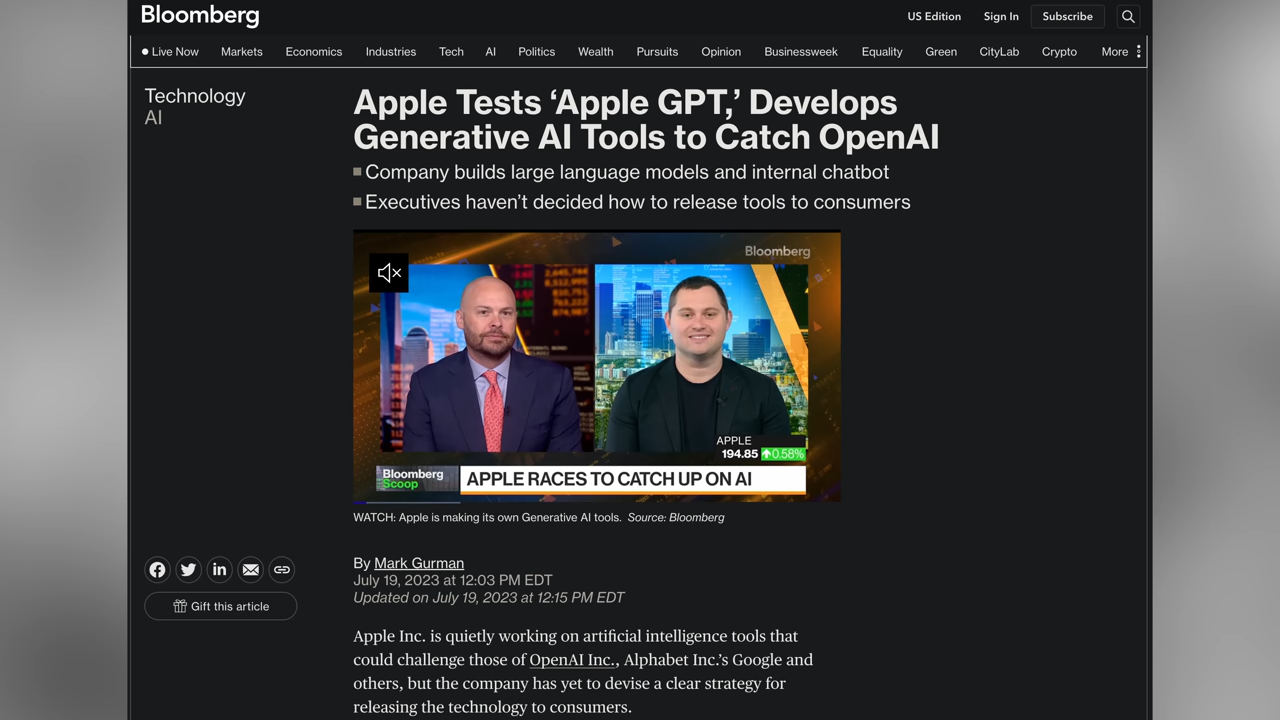 Bloomberg
US Edition
Sign In
Subscribe
Live Now
Markets
Economics
Industries
Tech
AI
Politics
Wealth
Pursuits
Opinion
Businessweek
Equality
Green
CityLab
Crypto
More
Technology
AI
Apple Tests ‘Apple GPT,’ Develops
Generative AI Tools to Catch OpenAI
Company builds large language models and internal chatbot
Executives haven’t decided how to release tools to consumers
Bloomberg
APPLE
194.85 0.58%
Bloomberg
Scoop
APPLE RACES TO CATCH UP ON AI
WATCH: Apple is making its own Generative AI tools. Source: Bloomberg
By Mark Gurman
July 19, 2023 at 12:03 PM EDT
Updated on July 19, 2023 at 12:15 PM EDT
Gift this article
Apple Inc. is quietly working on artificial intelligence tools that
could challenge those of OpenAI Inc., Alphabet Inc.’s Google and
others, but the company has yet to devise a clear strategy for
releasing the technology to consumers.